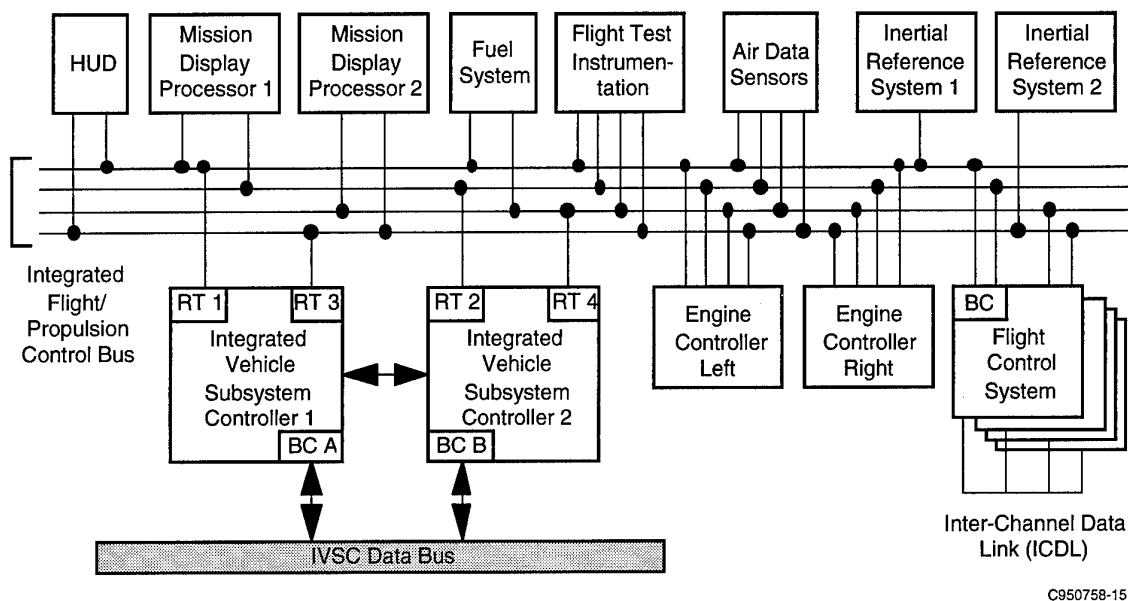 HUD
Mission
Display
Processor 1
Mission
Display
Processor 2
Fuel
System
Flight Test
Instrumen-
tation
Air Data
Sensors
Inertial
Reference
System 1
Inertial
Reference
System 2
Integrated
Flight/
Propulsion
Control Bus
RT 1
RT 3
Integrated
Vehicle
Subsystem
Controller 1
BC A
RT 2
RT 4
Integrated
Vehicle
Subsystem
Controller 2
BC B
Engine
Controller
Left
Engine
Controller
Right
BC
Flight
Control
System
IVSC Data Bus
Inter-Channel Data
Link (ICDL)
C950758-15